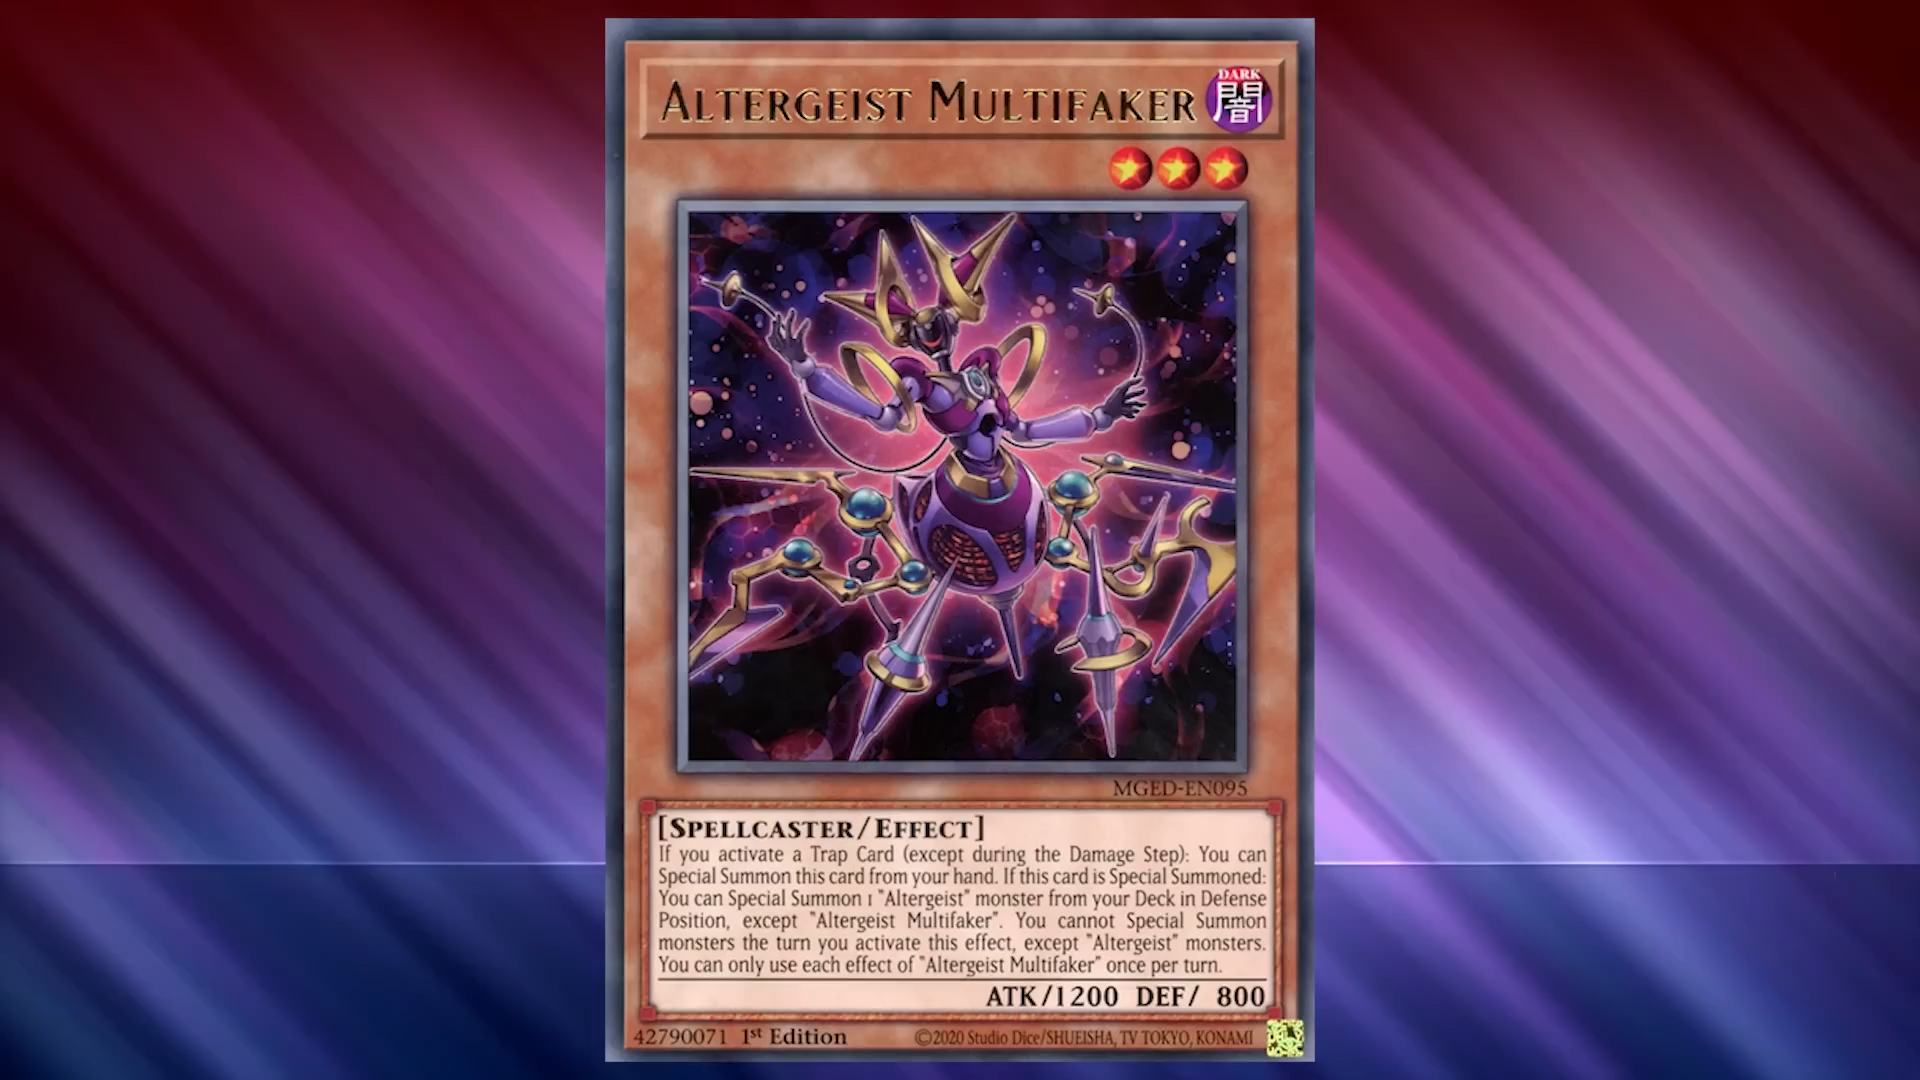 ALTERGEIST MULTIFAKER
DARK
闇
MGED-EN095
[SPELLCASTER/EFFECT]
If you activate a Trap Card (except during the Damage Step): You can
Special Summon this card from your hand. If this card is Special Summoned:
You can Special Summon 1 "Altergeist" monster from your Deck in Defense
Position, except "Altergeist Multifaker". You cannot Special Summon
monsters the turn you activate this effect, except "Altergeist" monsters.
You can only use each effect of "Altergeist Multifaker" once per turn.
ATK/1200 DEF/ 800
42790071 1st Edition ©2020 Studio Dice/SHUEISHA, TV TOKYO, KONAMI